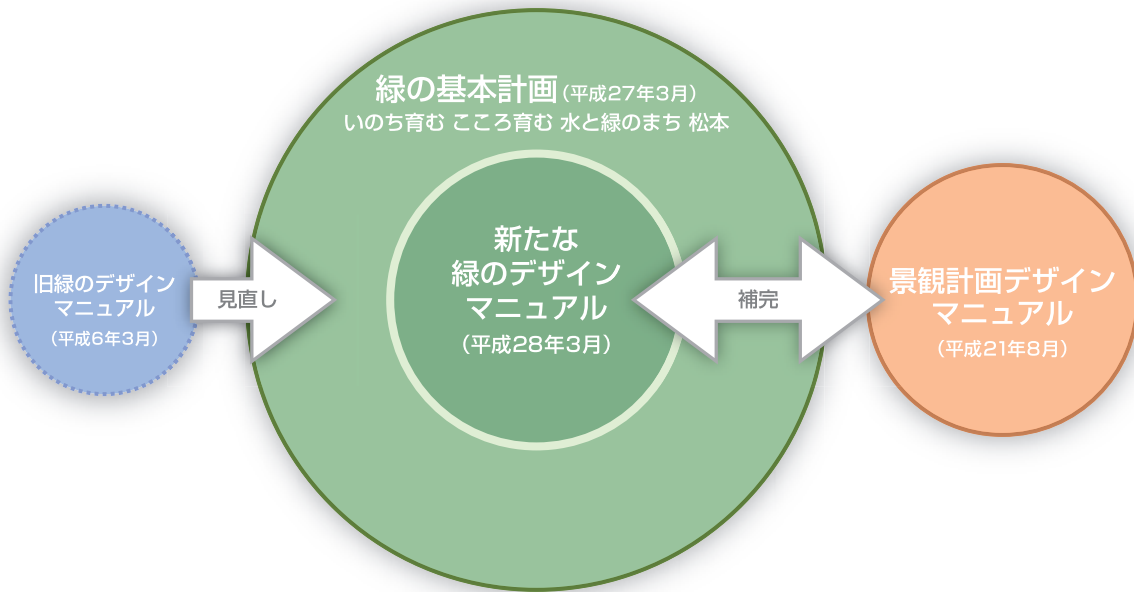 緑の基本計画（平成27年3月）
いのち育む こころ育む 水と緑のまち 松本
旧緑のデザイン
マニュアル
（平成6年3月）
見直し
新たな
緑のデザイン
マニュアル
（平成28年3月）
補完
景観計画デザイン
マニュアル
（平成21年8月）